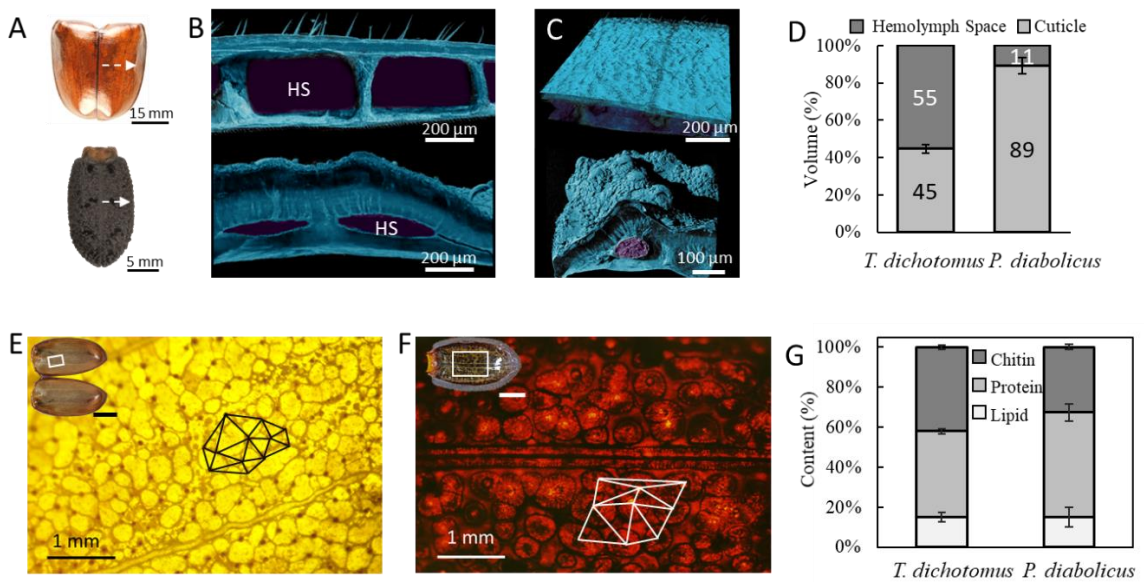 A
15 mm
5 mm
B
HS
200 µm
HS
200 µm
C
200 µm
100 µm
D
Hemolymph Space
Cuticle
Volume (%)
100%
80%
60%
40%
20%
0%
55
45
11
89
T. dichotomus
P. diabolicus
E
1 mm
F
1 mm
G
Content (%)
100%
80%
60%
40%
20%
0%
Chitin
Protein
Lipid
T. dichotomus
P. diabolicus